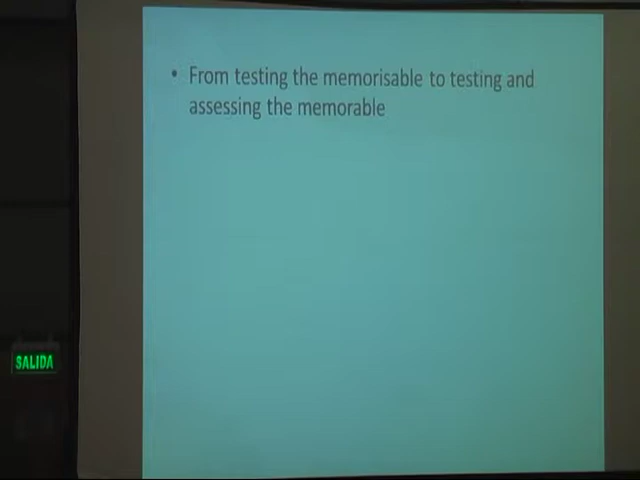 • From testing the memorisable to testing and
assessing the memorable
SALIDA